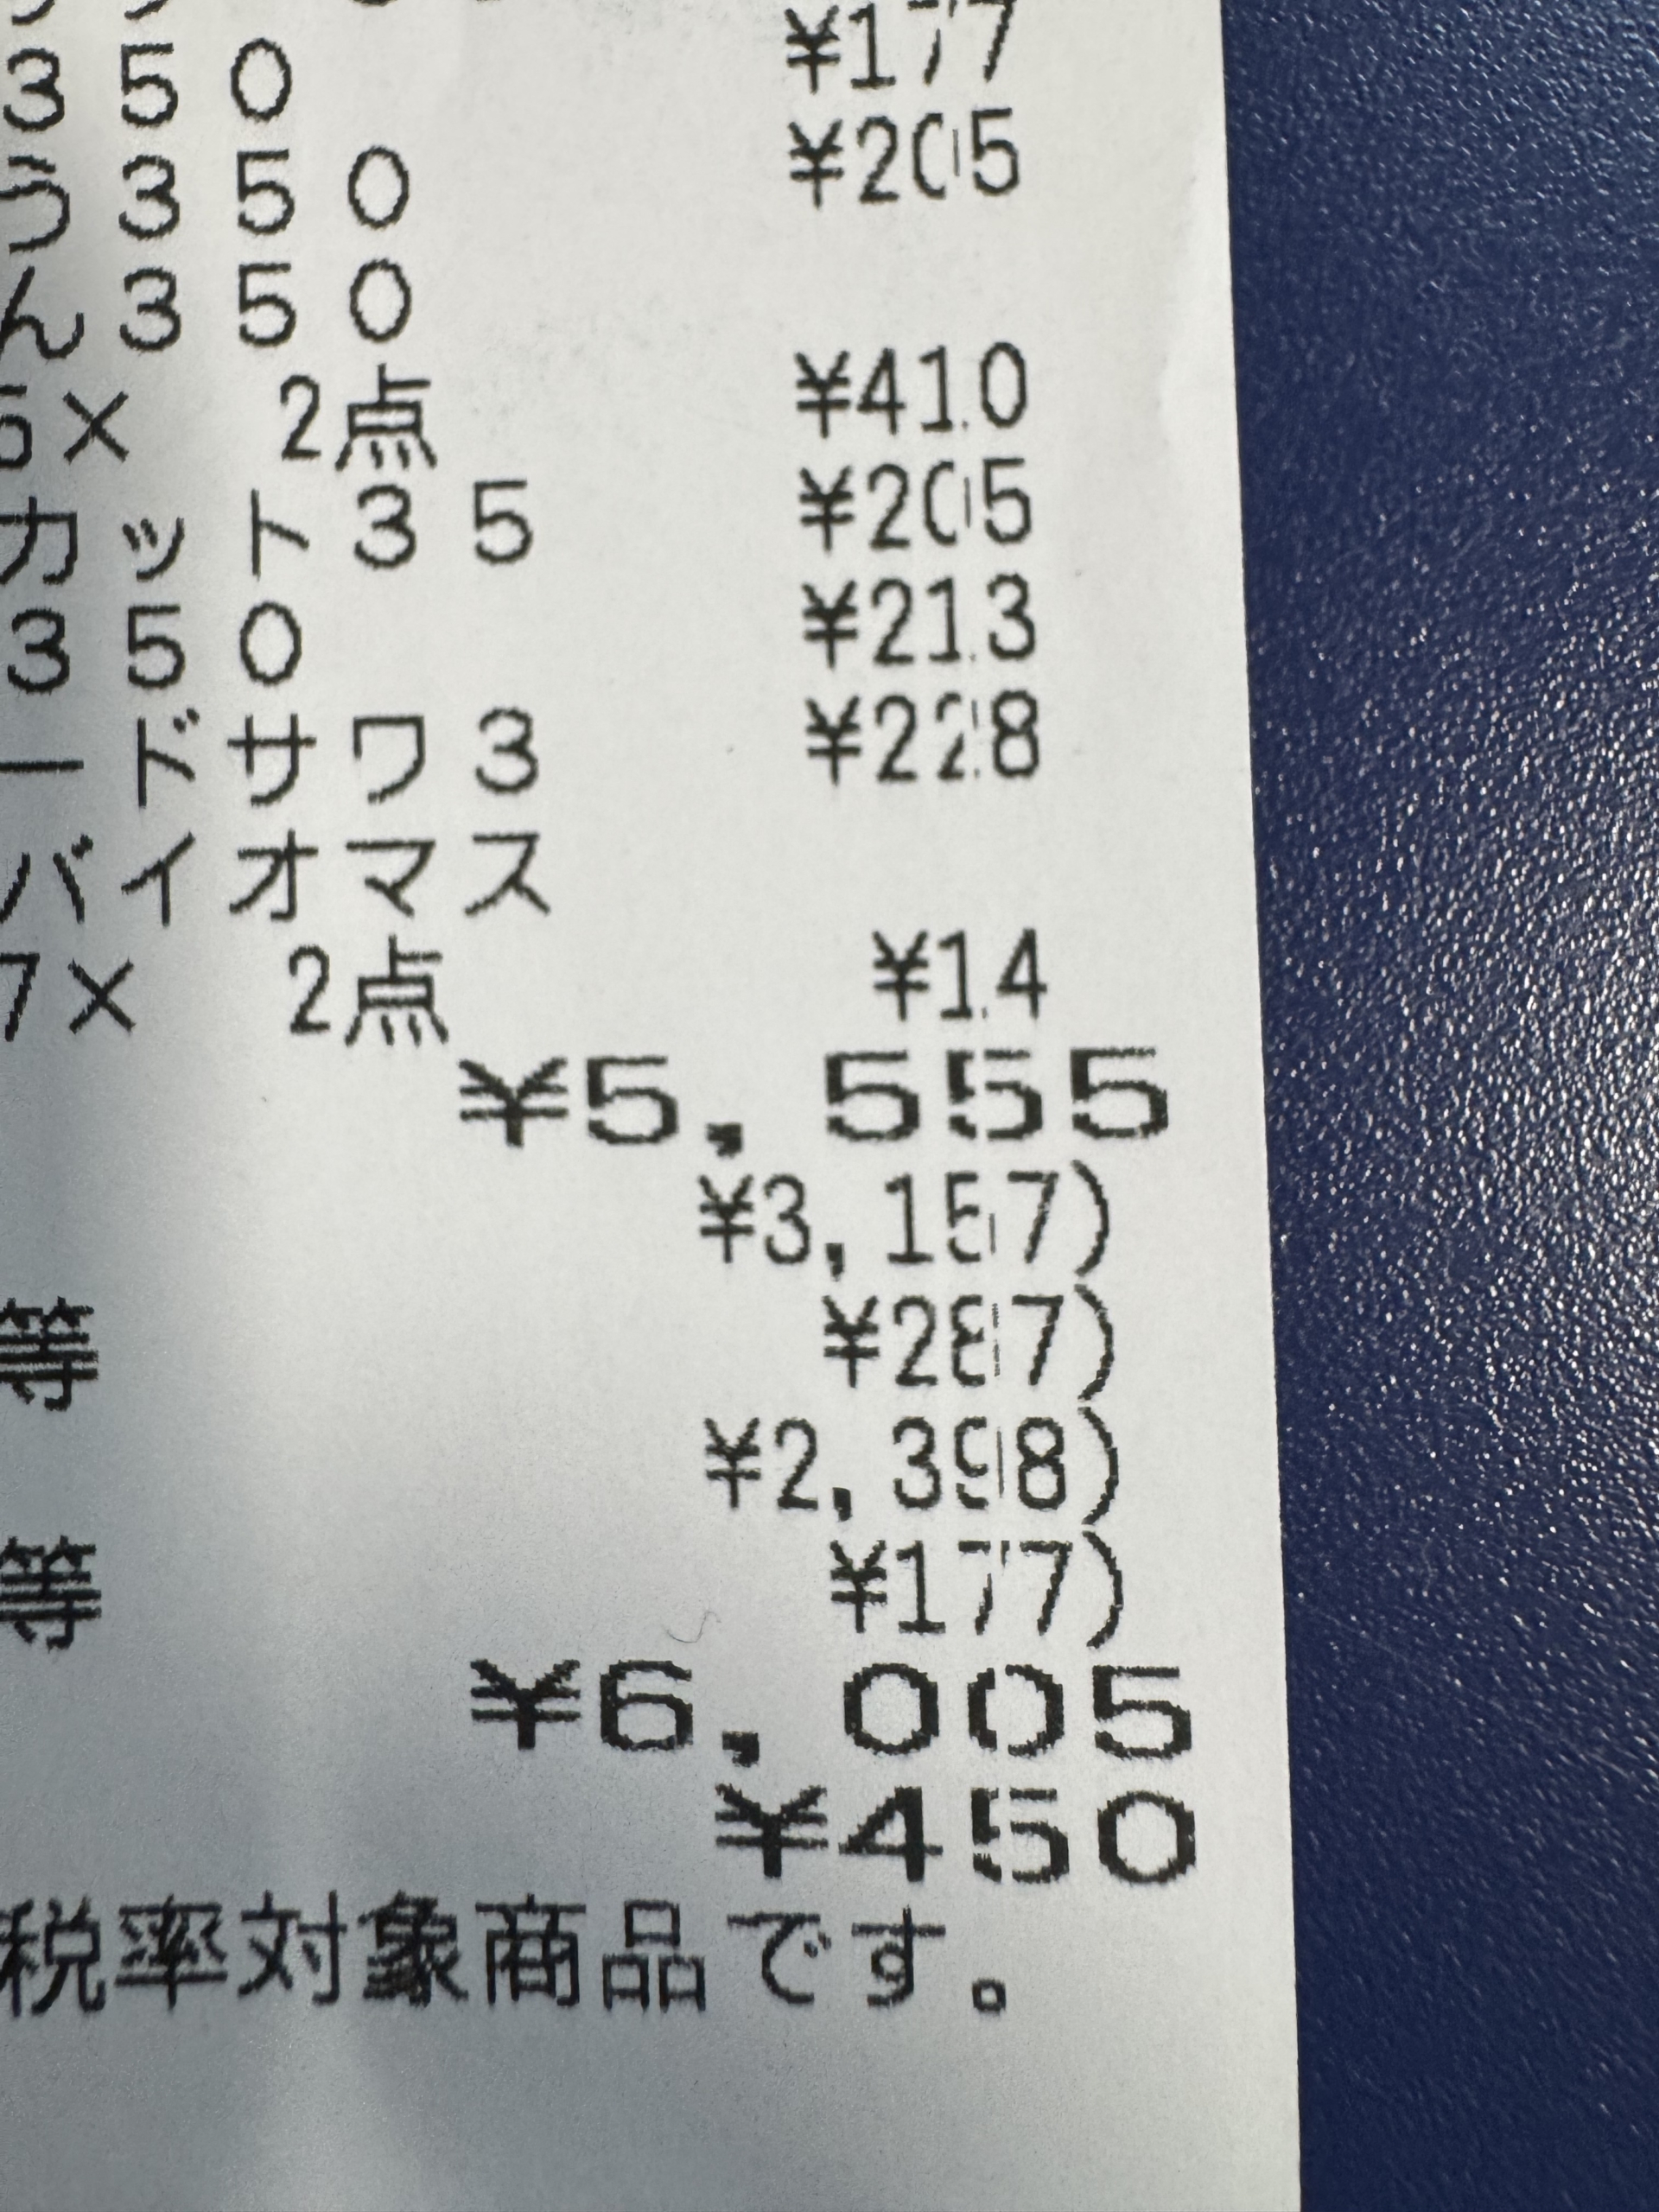 ¥177
350
¥205
う350
ん350
¥410
5× 2点
¥205
カット35
¥213
350
¥228
ードサワ3
バイオマス
¥14
7× 2点
¥5,555
¥3,157)
¥287)
等
¥2,398)
¥177)
等
¥6,005
¥450
税率対象商品です。